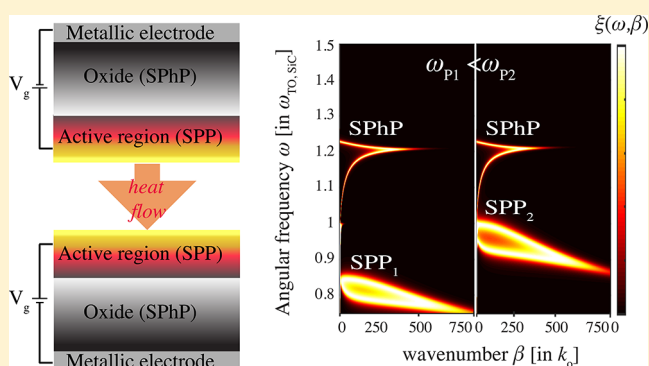 Metallic electrode
Oxide (SPhP)
V_g
Active region (SPP)
heat
flow
Active region (SPP)
V_g
Oxide (SPhP)
Metallic electrode
ξ(ω,β)
ω_P1 < ω_P2
SPhP
SPhP
SPP_1
SPP_2
Angular frequency ω [in ω_TO,SiC]
1.5
1.4
1.3
1.2
1.1
1
0.9
0.8
0 250 500 750 0 250 500 750
wavenumber β [in k_o]